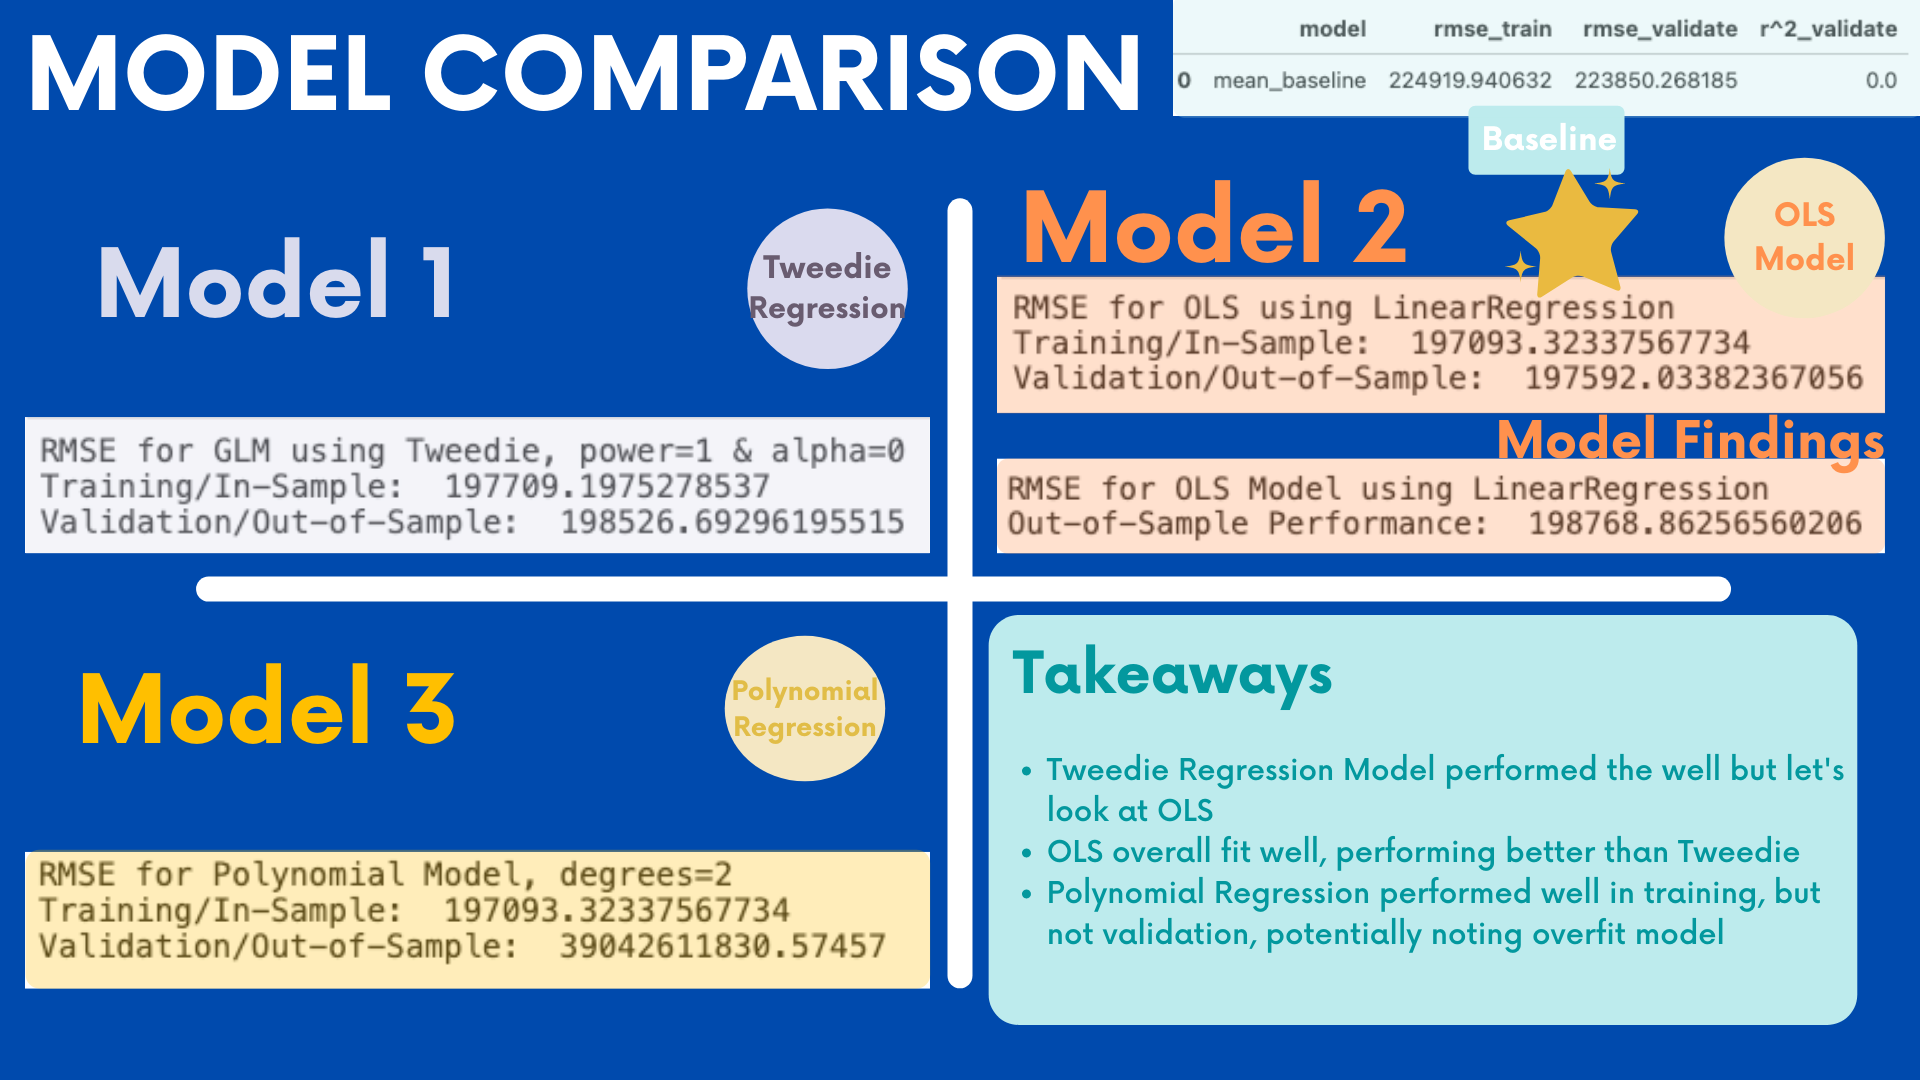 MODEL COMPARISON
model rmse_train rmse_validate r^2_validate
0 mean_baseline 224919.940632 223850.268185 0.0
Baseline
Model 1
Tweedie
Regression
RMSE for GLM using Tweedie, power=1 & alpha=0
Training/In-Sample: 197709.1975278537
Validation/Out-of-Sample: 198526.69296195515
Model 2
OLS
Model
RMSE for OLS using LinearRegression
Training/In-Sample: 197093.32337567734
Validation/Out-of-Sample: 197592.03382367056
Model Findings
RMSE for OLS Model using LinearRegression
Out-of-Sample Performance: 198768.86256560206
Model 3
Polynomial
Regression
RMSE for Polynomial Model, degrees=2
Training/In-Sample: 197093.32337567734
Validation/Out-of-Sample: 39042611830.57457
Takeaways
• Tweedie Regression Model performed the well but let's
look at OLS
• OLS overall fit well, performing better than Tweedie
• Polynomial Regression performed well in training, but
not validation, potentially noting overfit model